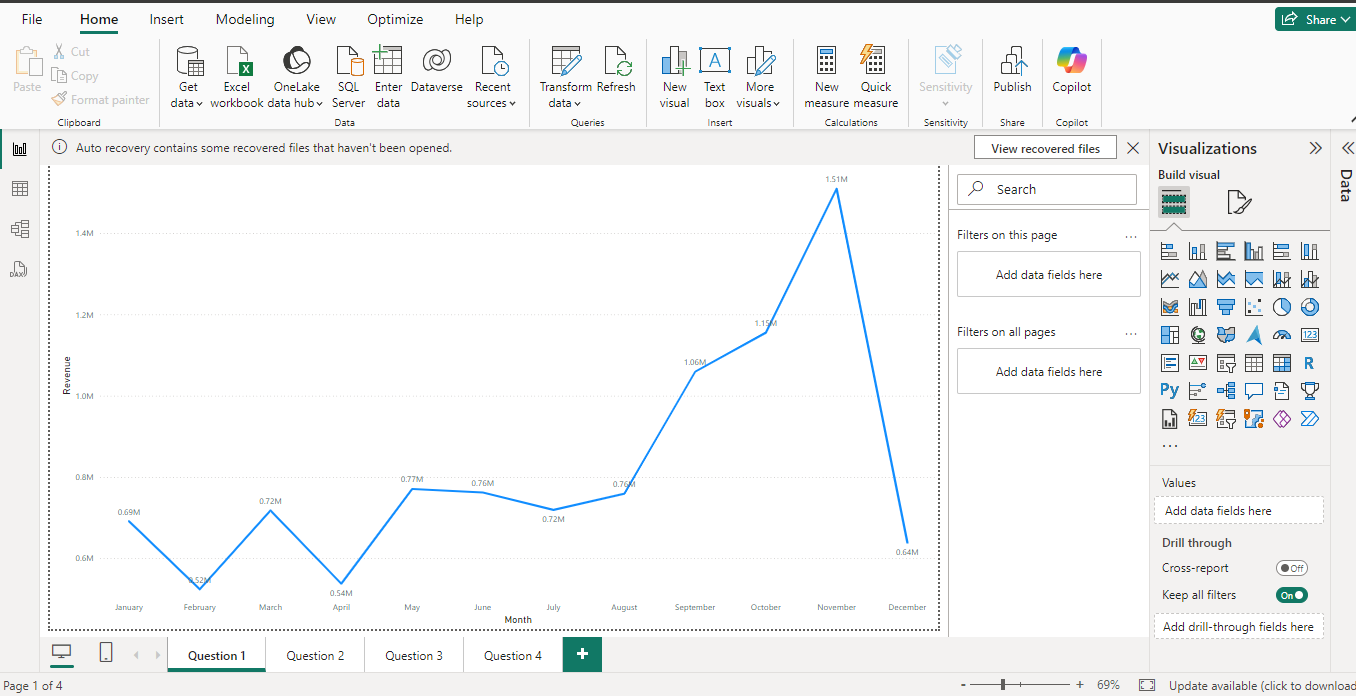 File Home Insert Modeling View Optimize Help Share
Paste
Cut
Copy
Format painter
Clipboard
Get data
Excel workbook
OneLake data hub
SQL Server
Enter data
Dataverse
Recent sources
Data
Transform data
Refresh
Queries
New visual
Text box
More visuals
Insert
New measure
Quick measure
Calculations
Sensitivity
Sensitivity
Publish
Share
Copilot
Copilot
Auto recovery contains some recovered files that haven't been opened.
View recovered files
1.51M
1.4M
1.2M
1.15M
1.06M
1.0M
Revenue
0.8M
0.77M
0.76M
0.76M
0.72M
0.72M
0.69M
0.6M
0.52M
0.54M
0.64M
January February March April May June July August September October November December
Month
Search
Filters on this page ...
Add data fields here
Filters on all pages ...
Add data fields here
Visualizations
Build visual
123
R
Py
123
...
Values
Add data fields here
Drill through
Cross-report Off
Keep all filters On
Add drill-through fields here
Data
DAX
Question 1 Question 2 Question 3 Question 4 +
Page 1 of 4
- + 69%
Update available (click to download